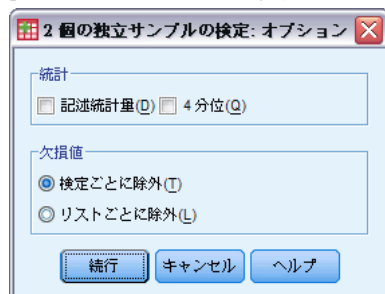 2 個の独立サンプルの検定: オプション
統計
記述統計量(D) 4 分位(Q)
欠損値
検定ごとに除外(T)
リストごとに除外(L)
続行 キャンセル ヘルプ